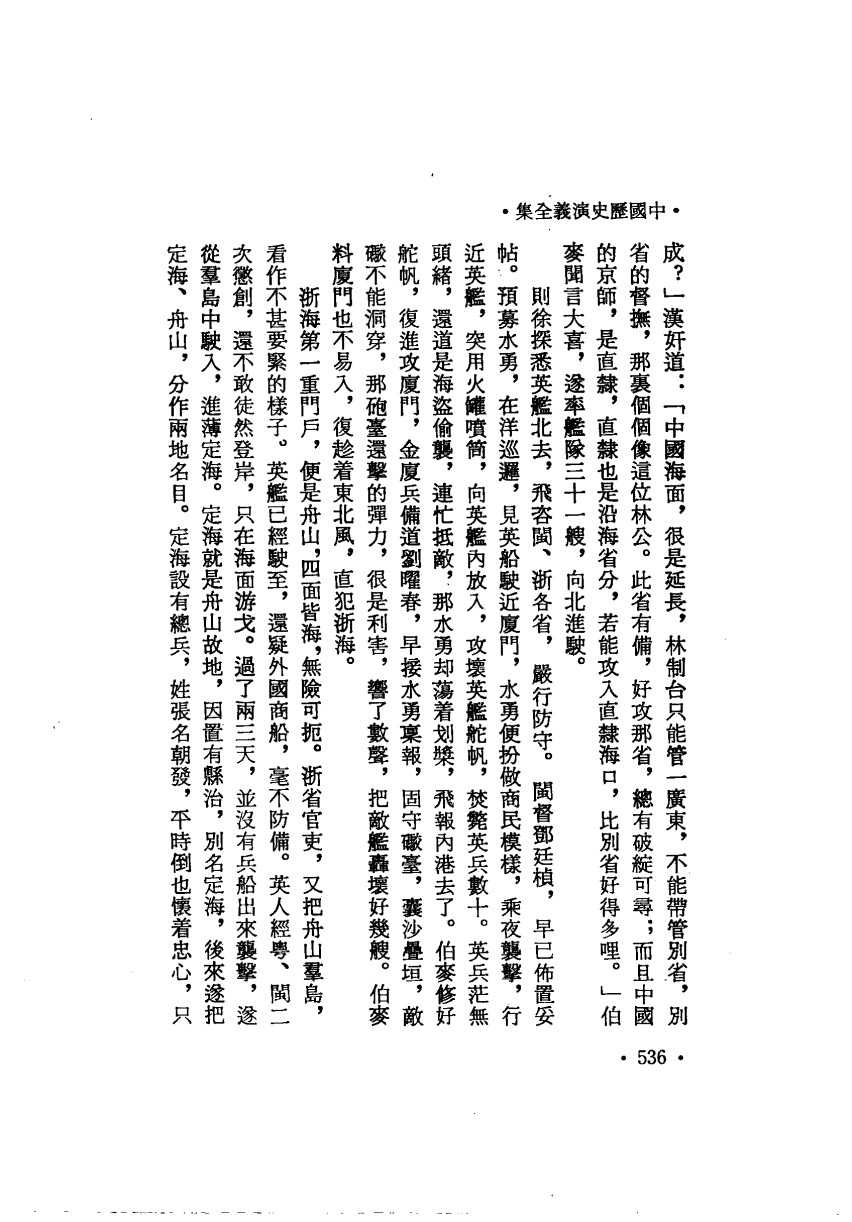 •中國歷史演義全集•
成？」漢奸道：「中國海面，很是延長，林制台只能管一廣東，不能帶管別省，別
省的督撫，那裏個個像這位林公。此省有備，好攻那省，總有破綻可尋；而且中國
的京師，是直隸，直隸也是沿海省分，若能攻入直隸海口，比別省好得多哩。」伯
麥聞言大喜，遂率艦隊三十一艘，向北進駛。
則徐探悉英艦北去，飛咨閩、浙各省，嚴行防守。閩督鄧廷楨，早已佈置妥
帖。預募水勇，在洋巡邏，見英船駛近廈門，水勇便扮做商民模樣，乘夜襲擊，行
近英艦，突用火罐噴筒，向英艦內放入，攻壞英艦舵帆，焚斃英兵數十。英兵茫無
頭緒，還道是海盜偷襲，連忙抵敵，那水勇却蕩着划槳，飛報內港去了。伯麥修好
舵帆，復進攻廈門，金廈兵備道劉曜春，早接水勇稟報，固守礮臺，囊沙疊垣，敵
礮不能洞穿，那砲臺還擊的彈力，很是利害，響了數聲，把敵艦轟壞好幾艘。伯麥
料廈門也不易入，復趁着東北風，直犯浙海。
浙海第一重門戶，便是舟山，四面皆海，無險可扼。浙省官吏，又把舟山羣島，
看作不甚要緊的樣子。英艦已經駛至，還疑外國商船，毫不防備。英人經粵、閩二
次懲創，還不敢徒然登岸，只在海面游弋。過了兩三天，並沒有兵船出來襲擊，遂
從羣島中駛入，進薄定海。定海就是舟山故地，因置有縣治，別名定海，後來遂把
定海、舟山，分作兩地名目。定海設有總兵，姓張名朝發，平時倒也懷着忠心，只
•536•